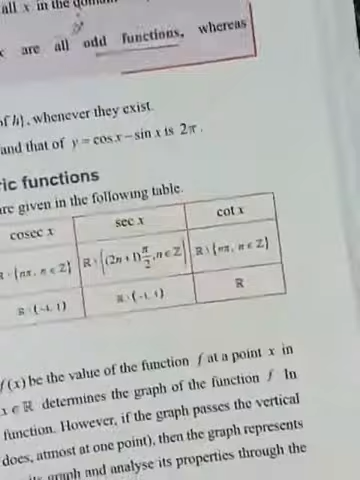 all x in the domain
are all odd functions, whereas
of h}, whenever they exist.
and that of y = cos x − sin x is 2π.
ric functions
are given in the following table.
cosec x sec x cot x
ℝ \ {nπ, n ∈ ℤ} ℝ \ {(2n + 1) π/2, n ∈ ℤ} ℝ \ {nπ, n ∈ ℤ}
ℝ \ (−1, 1) ℝ \ (−1, 1) ℝ
f (x) be the value of the function f at a point x in
x ∈ ℝ determines the graph of the function f In
function. However, if the graph passes the vertical
does, atmost at one point), then the graph represents
its graph and analyse its properties through the